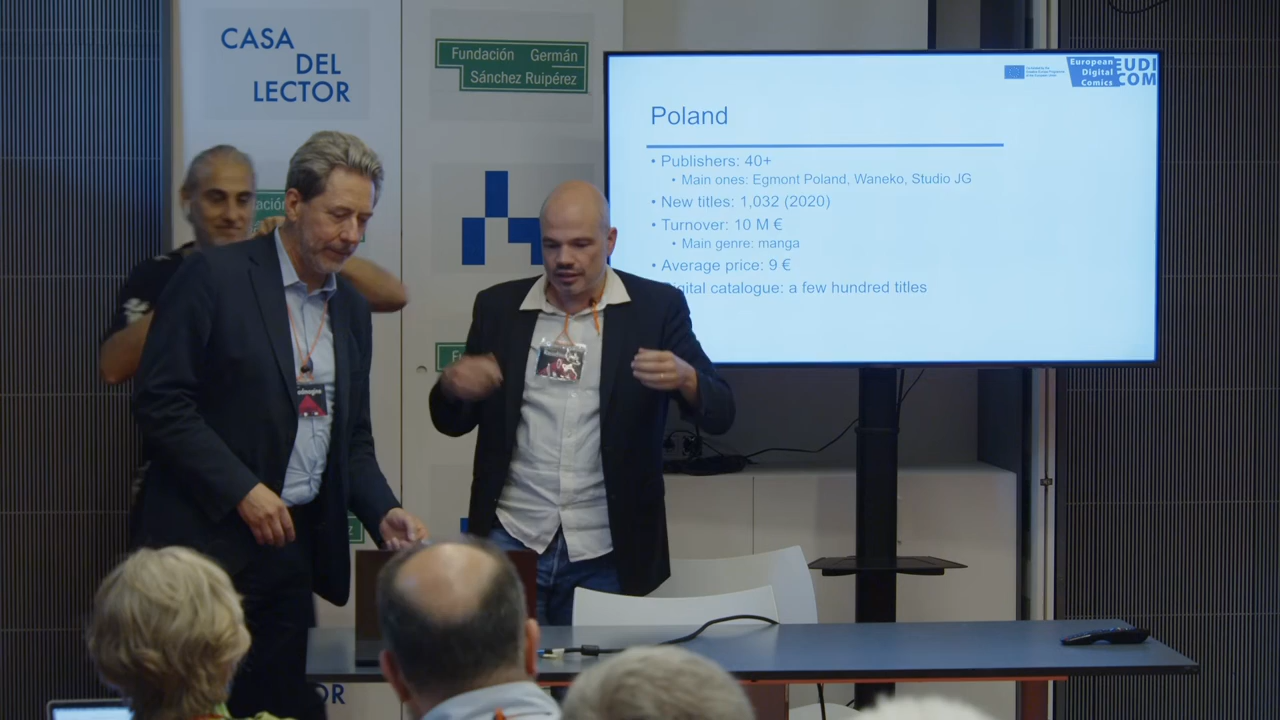 CASA
DEL
LECTOR
Fundación Germán
Sánchez Ruipérez
European
Digital
Comics
EUDI
COM
Poland
• Publishers: 40+
• Main ones: Egmont Poland, Waneko, Studio JG
• New titles: 1,032 (2020)
• Turnover: 10 M €
• Main genre: manga
• Average price: 9 €
gital catalogue: a few hundred titles